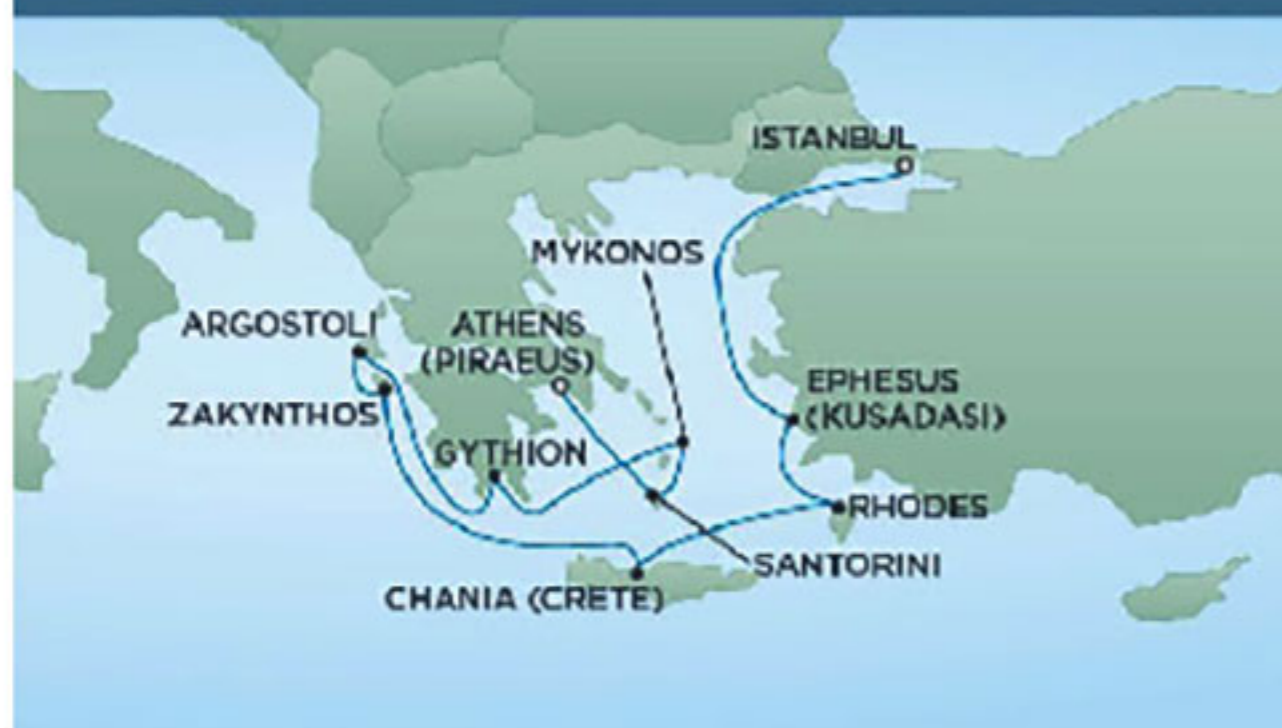 ISTANBUL
MYKONOS
ARGOSTOLI
ATHENS
(PIRAEUS)
EPHESUS
(KUSADASI)
ZAKYNTHOS
GYTHION
RHODES
SANTORINI
CHANIA (CRETE)